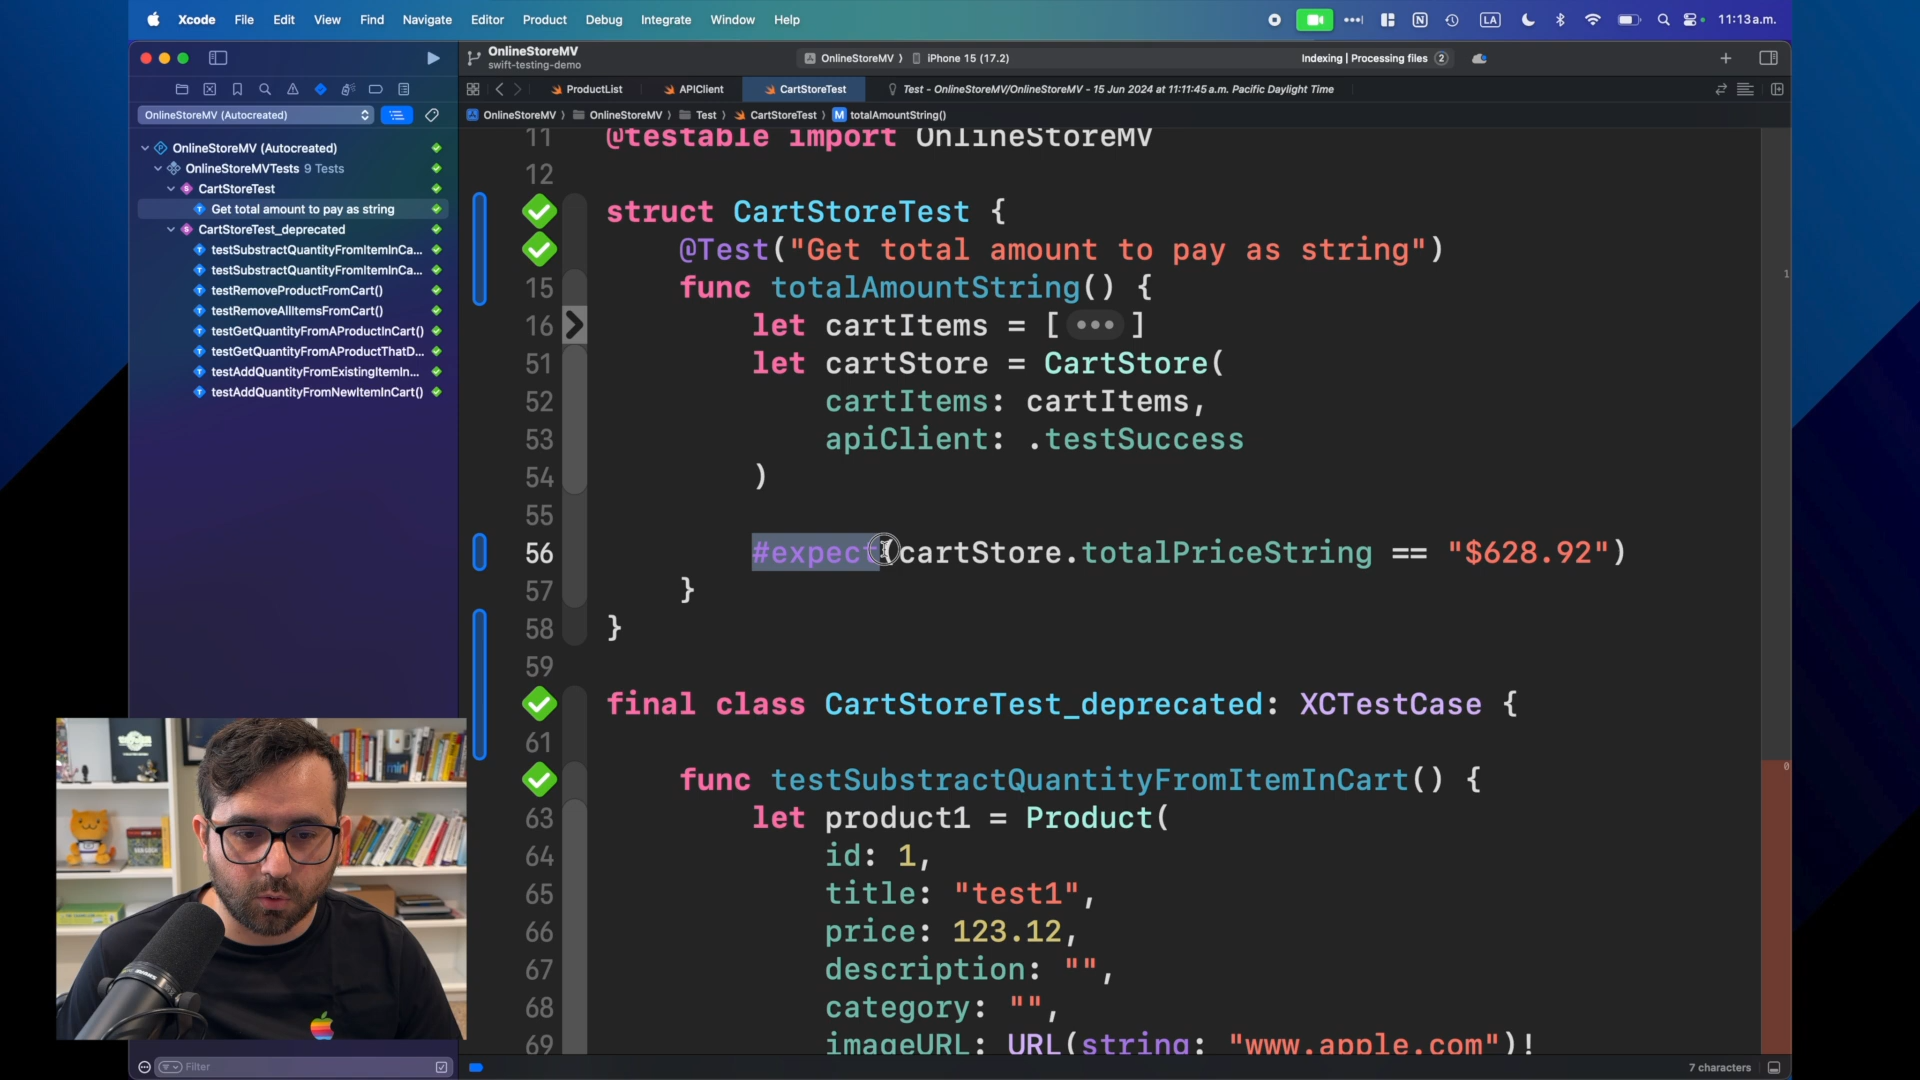 Xcode File Edit View Find Navigate Editor Product Debug Integrate Window Help
LA 11:13 a.m.
OnlineStoreMV
swift-testing-demo
OnlineStoreMV iPhone 15 (17.2)
Indexing | Processing files 2
ProductList APIClient CartStoreTest Test - OnlineStoreMV/OnlineStoreMV - 15 Jun 2024 at 11:11:45 a.m. Pacific Daylight Time
OnlineStoreMV (Autocreated)
OnlineStoreMV OnlineStoreMV Test CartStoreTest M totalAmountString()
OnlineStoreMV (Autocreated)
OnlineStoreMVTests 9 Tests
CartStoreTest
Get total amount to pay as string
CartStoreTest_deprecated
testSubstractQuantityFromItemInCa...
testSubstractQuantityFromItemInCa...
testRemoveProductFromCart()
testRemoveAllItemsFromCart()
testGetQuantityFromAProductInCart()
testGetQuantityFromAProductThatD...
testAddQuantityFromExistingItemIn...
testAddQuantityFromNewItemInCart()
11 @testable import OnlineStoreMV
12
struct CartStoreTest {
@Test("Get total amount to pay as string")
15 func totalAmountString() {
16 let cartItems = [ ••• ]
51 let cartStore = CartStore(
52 cartItems: cartItems,
53 apiClient: .testSuccess
54 )
55
56 #expect(cartStore.totalPriceString == "$628.92")
57 }
58 }
59
final class CartStoreTest_deprecated: XCTestCase {
61
func testSubstractQuantityFromItemInCart() {
63 let product1 = Product(
64 id: 1,
65 title: "test1",
66 price: 123.12,
67 description: "",
68 category: "",
69 imageURL: URL(string: "www.apple.com")!
1
0
mini
Filter
7 characters